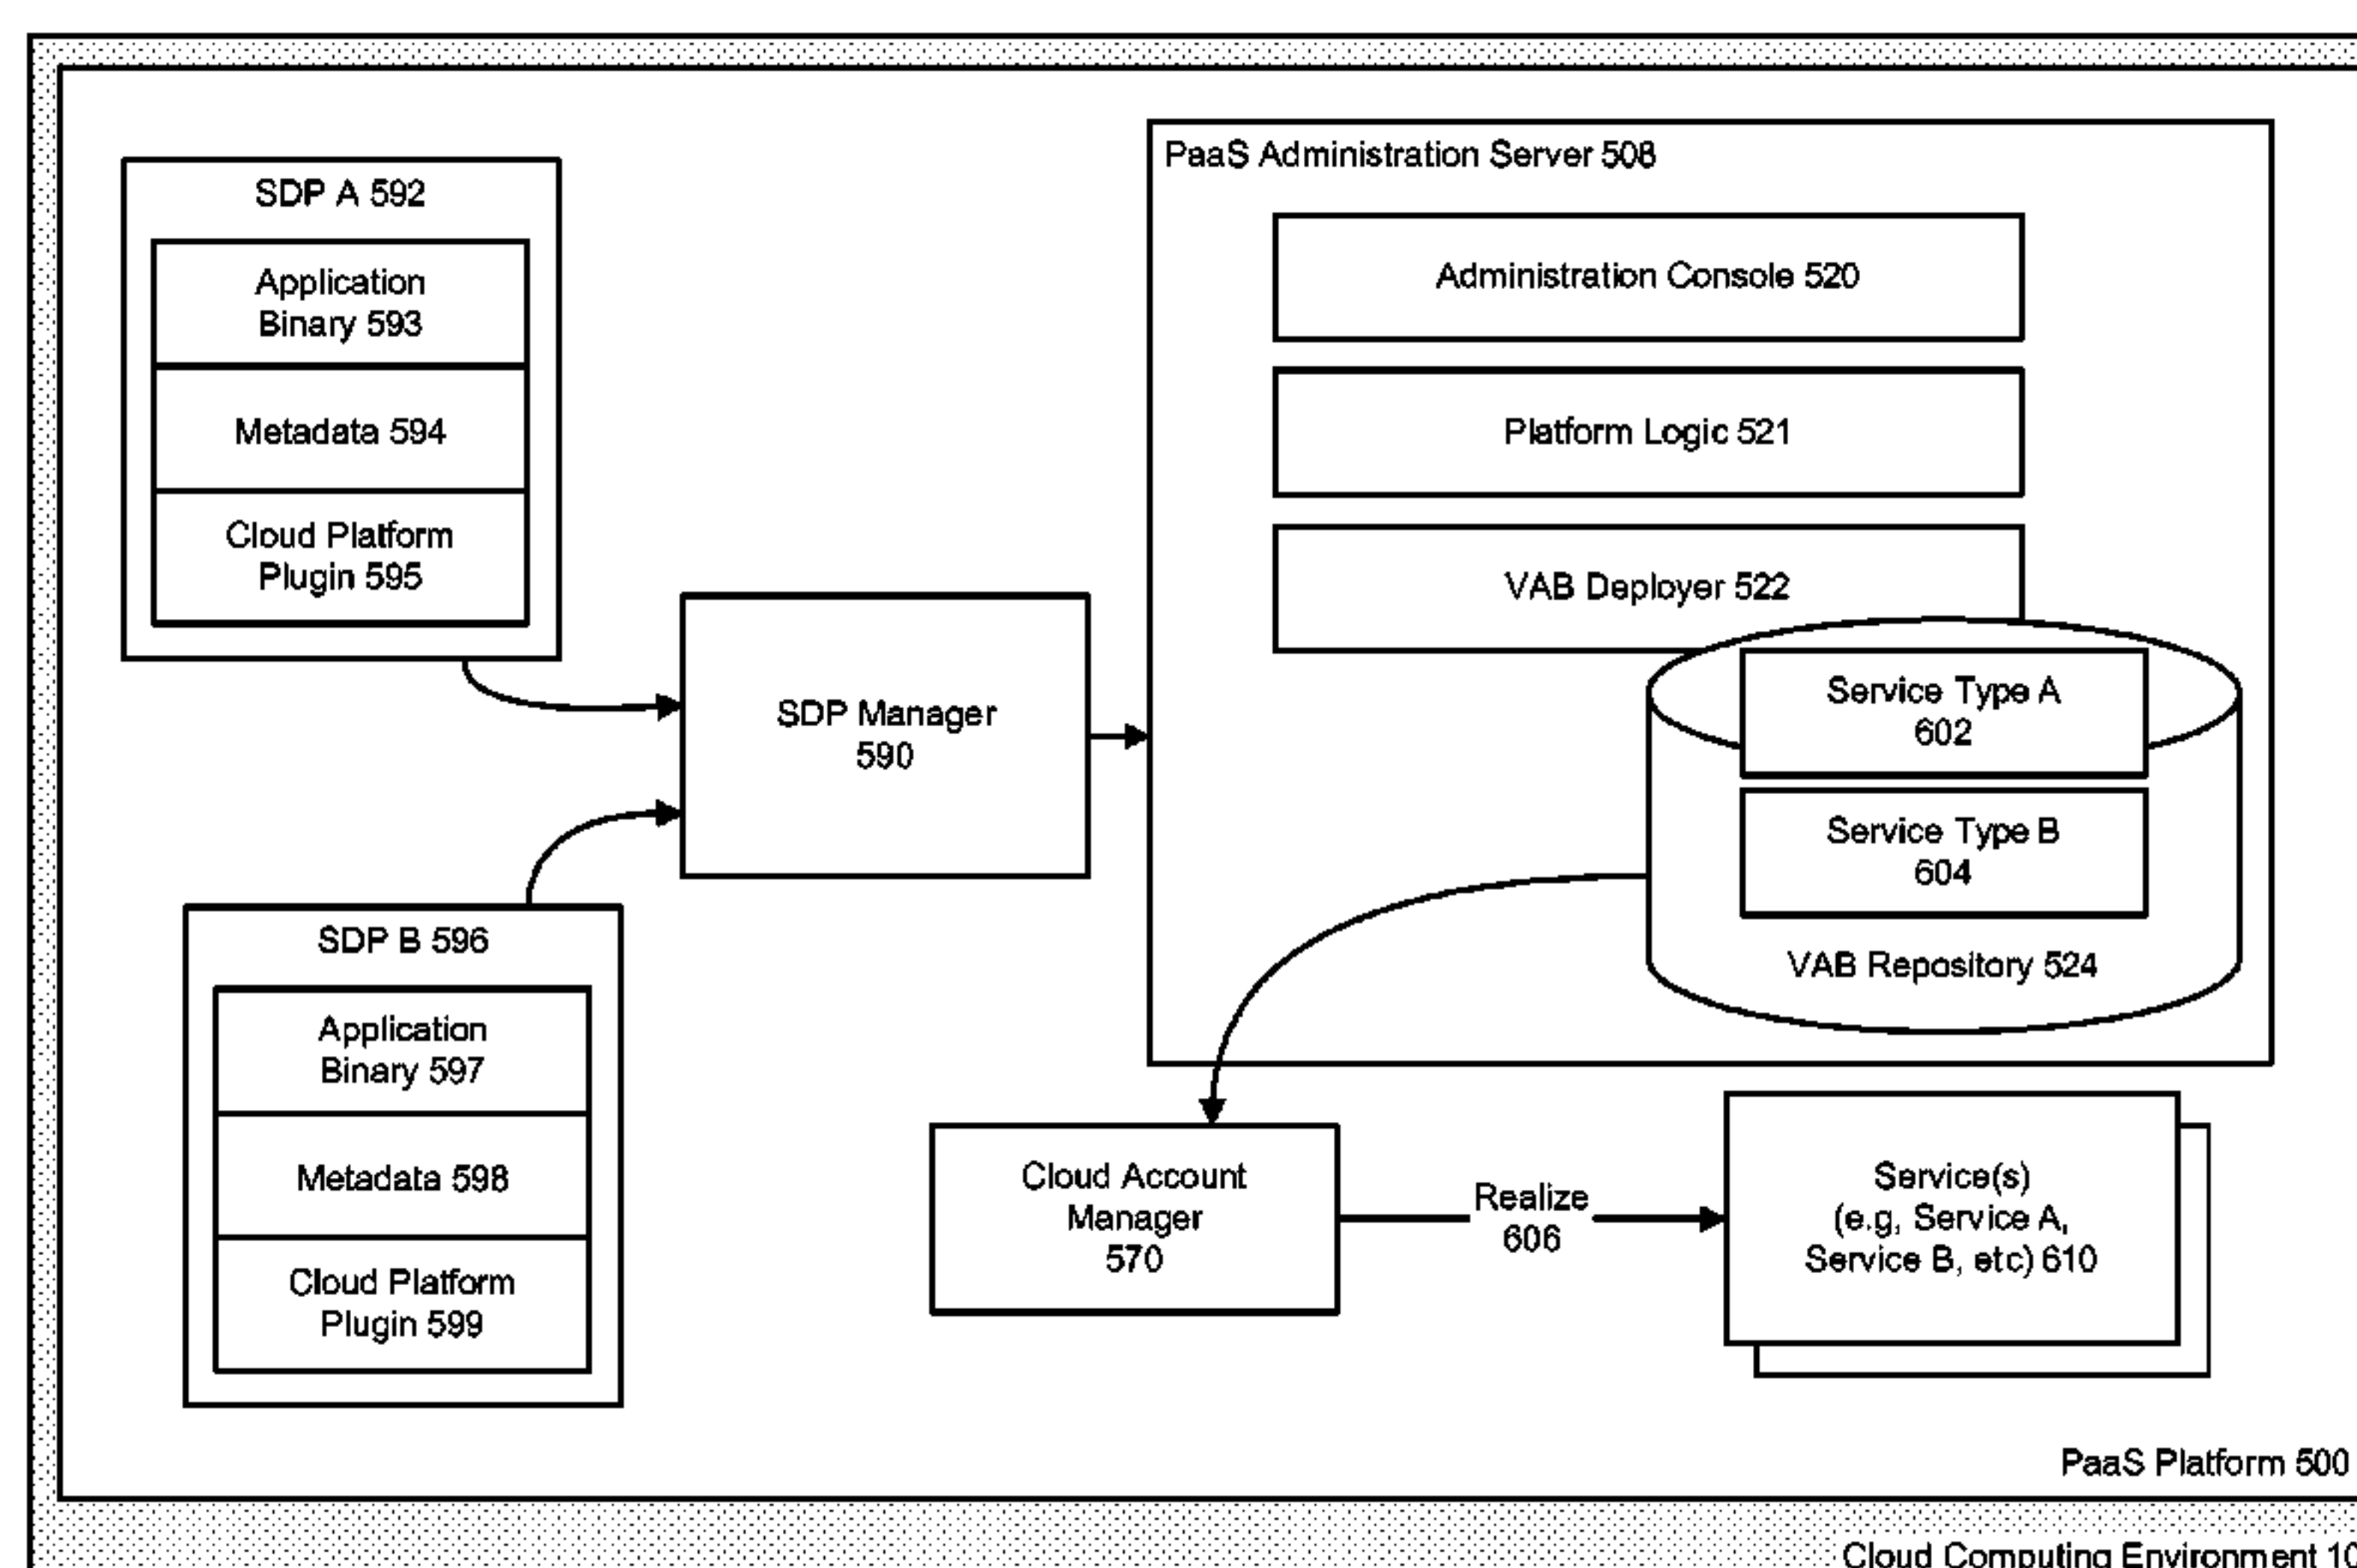 PaaS Administration Server 508
SDP A 592
Application
Binary 593
Metadata 594
Cloud Platform
Plugin 595
Administration Console 520
Platform Logic 521
VAB Deployer 522
Service Type A
602
Service Type B
604
VAB Repository 524
SDP Manager
590
SDP B 596
Application
Binary 597
Metadata 598
Cloud Platform
Plugin 599
Cloud Account
Manager
570
Realize
606
Service(s)
(e.g, Service A,
Service B, etc) 610
PaaS Platform 500
Cloud Computing Environment